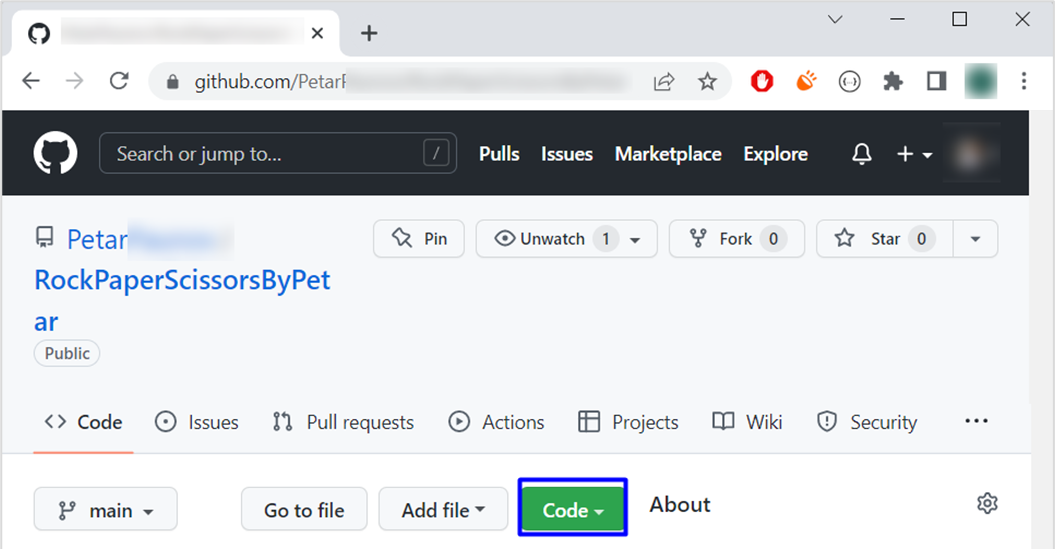 github.com/Petar
Search or jump to... /
Pulls Issues Marketplace Explore
Petar
RockPaperScissorsByPet
ar
Pin Unwatch 1 Fork 0 Star 0
Public
Code Issues Pull requests Actions Projects Wiki Security ...
main Go to file Add file Code About